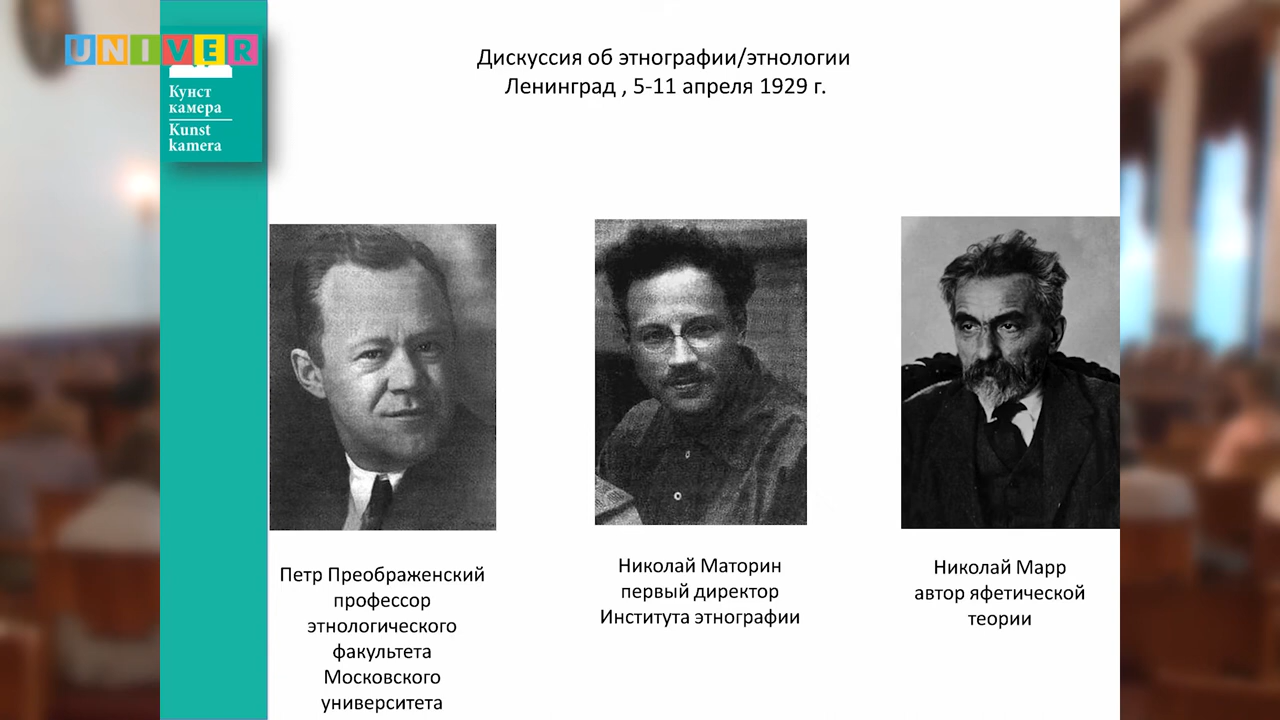 UNIVER
Кунст
камера
Kunst
kamera
Дискуссия об этнографии/этнологии
Ленинград , 5-11 апреля 1929 г.
Петр Преображенский
профессор
этнологического
факультета
Московского
университета
Николай Маторин
первый директор
Института этнографии
Николай Марр
автор яфетической
теории